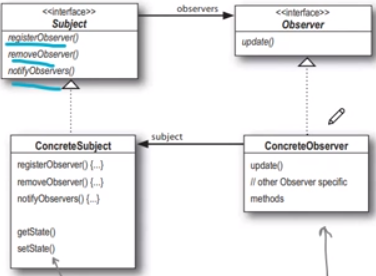 <<interface>>
Subject
registerObserver()
removeObserver()
notifyObservers()
observers
<<interface>>
Observer
update()
ConcreteSubject
registerObserver() {...}
removeObserver() {...}
notifyObservers() {...}
getState()
setState()
subject
ConcreteObserver
update()
// other Observer specific
methods